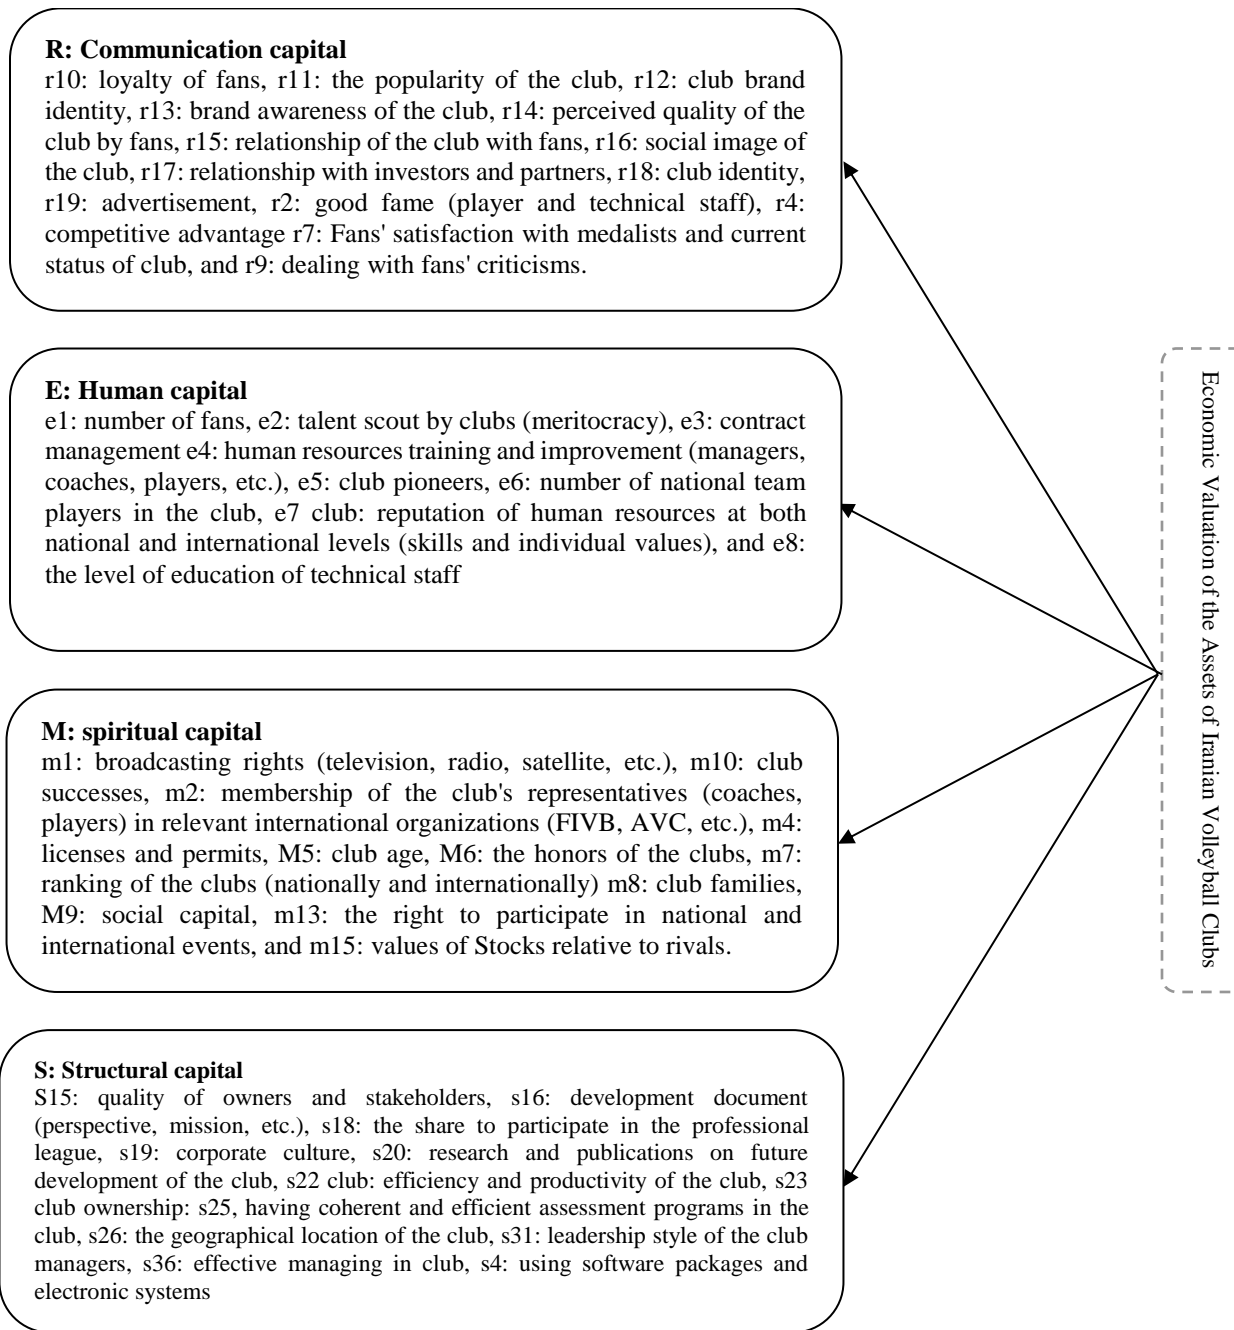 R: Communication capital
r10: loyalty of fans, r11: the popularity of the club, r12: club brand
identity, r13: brand awareness of the club, r14: perceived quality of the
club by fans, r15: relationship of the club with fans, r16: social image of
the club, r17: relationship with investors and partners, r18: club identity,
r19: advertisement, r2: good fame (player and technical staff), r4:
competitive advantage r7: Fans' satisfaction with medalists and current
status of club, and r9: dealing with fans' criticisms.
E: Human capital
e1: number of fans, e2: talent scout by clubs (meritocracy), e3: contract
management e4: human resources training and improvement (managers,
coaches, players, etc.), e5: club pioneers, e6: number of national team
players in the club, e7 club: reputation of human resources at both
national and international levels (skills and individual values), and e8:
the level of education of technical staff
M: spiritual capital
m1: broadcasting rights (television, radio, satellite, etc.), m10: club
successes, m2: membership of the club's representatives (coaches,
players) in relevant international organizations (FIVB, AVC, etc.), m4:
licenses and permits, M5: club age, M6: the honors of the clubs, m7:
ranking of the clubs (nationally and internationally) m8: club families,
M9: social capital, m13: the right to participate in national and
international events, and m15: values of Stocks relative to rivals.
S: Structural capital
S15: quality of owners and stakeholders, s16: development document
(perspective, mission, etc.), s18: the share to participate in the professional
league, s19: corporate culture, s20: research and publications on future
development of the club, s22 club: efficiency and productivity of the club, s23
club ownership: s25, having coherent and efficient assessment programs in the
club, s26: the geographical location of the club, s31: leadership style of the club
managers, s36: effective managing in club, s4: using software packages and
electronic systems
Economic Valuation of the Assets of Iranian Volleyball Clubs